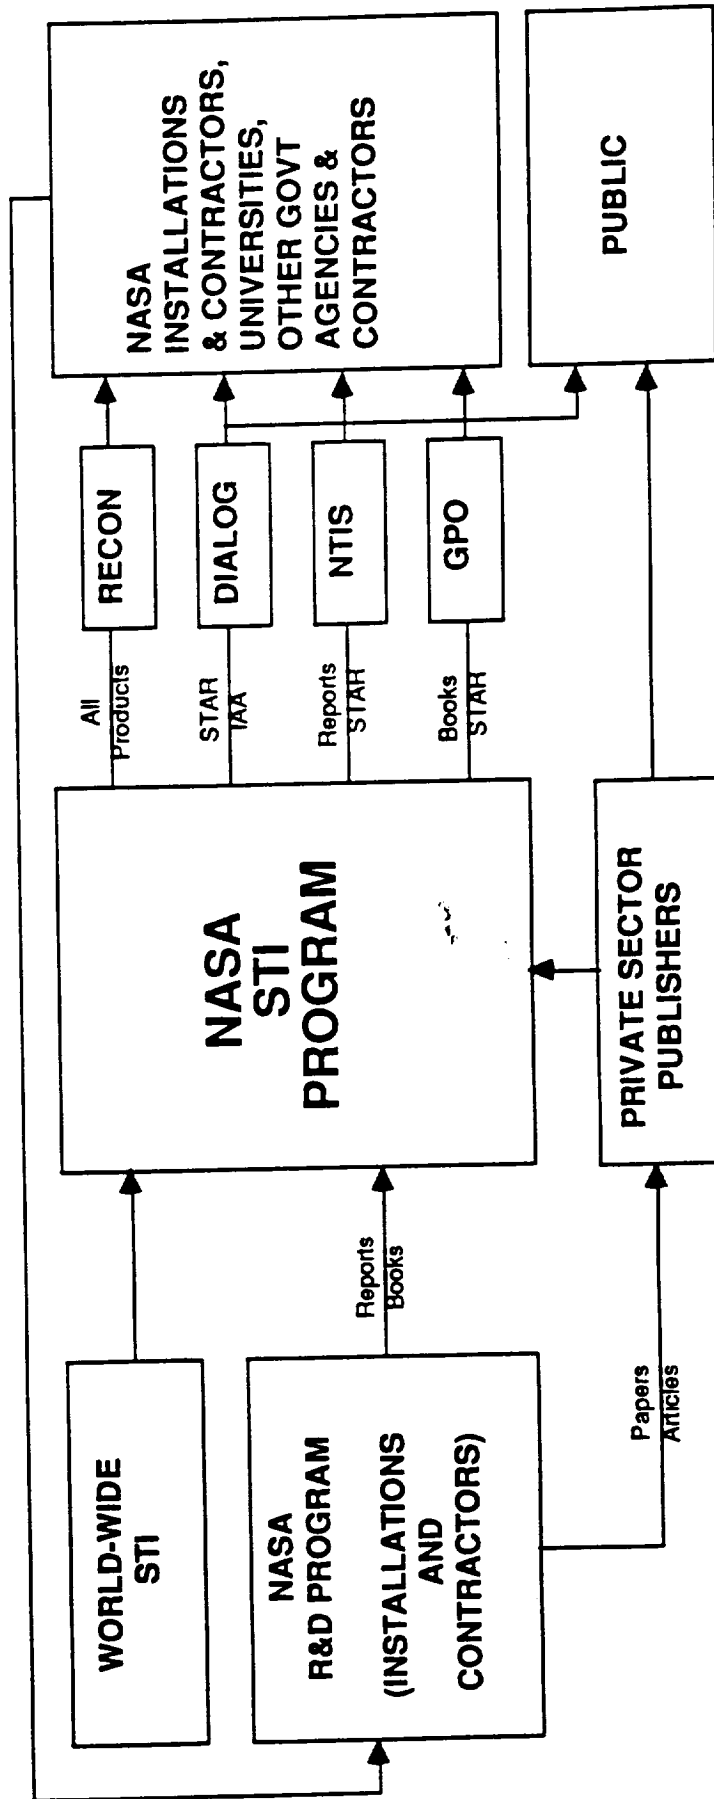 WORLD-WIDE
STI
NASA
R&D PROGRAM
(INSTALLATIONS
AND
CONTRACTORS)
Reports
Books
Papers
Articles
NASA
STI
PROGRAM
PRIVATE SECTOR
PUBLISHERS
All
Products
STAR
IAA
Reports
STAR
Books
STAR
RECON
DIALOG
NTIS
GPO
NASA
INSTALLATIONS
& CONTRACTORS,
UNIVERSITIES,
OTHER GOVT
AGENCIES &
CONTRACTORS
PUBLIC